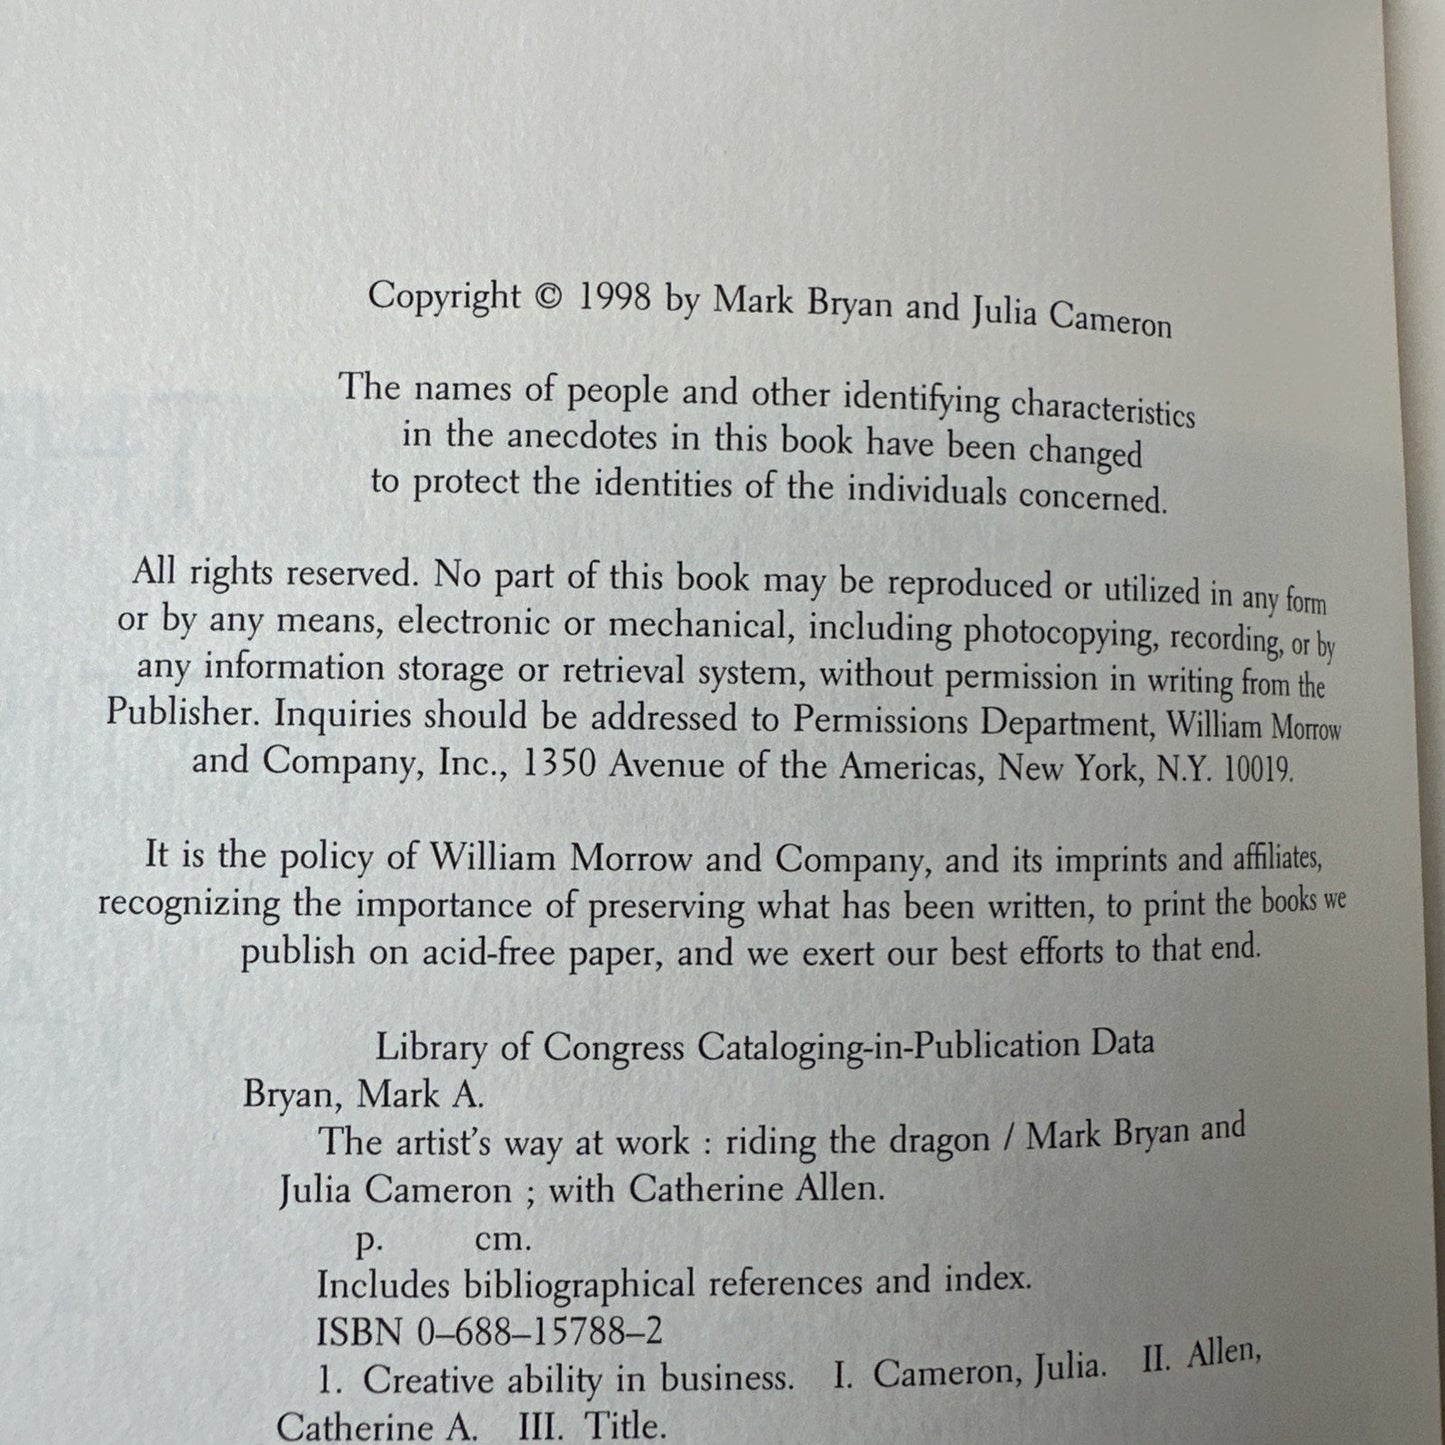 Copyright © 1998 by Mark Bryan and Julia Cameron
The names of people and other identifying characteristics
in the anecdotes in this book have been changed
to protect the identities of the individuals concerned.
All rights reserved. No part of this book may be reproduced or utilized in any form
or by any means, electronic or mechanical, including photocopying, recording, or by
any information storage or retrieval system, without permission in writing from the
Publisher. Inquiries should be addressed to Permissions Department, William Morrow
and Company, Inc., 1350 Avenue of the Americas, New York, N.Y. 10019.
It is the policy of William Morrow and Company, and its imprints and affiliates,
recognizing the importance of preserving what has been written, to print the books we
publish on acid-free paper, and we exert our best efforts to that end.
Library of Congress Cataloging-in-Publication Data
Bryan, Mark A.
The artist's way at work : riding the dragon / Mark Bryan and
Julia Cameron ; with Catherine Allen.
p. cm.
Includes bibliographical references and index.
ISBN 0–688–15788–2
1. Creative ability in business. I. Cameron, Julia. II. Allen,
Catherine A. III. Title.